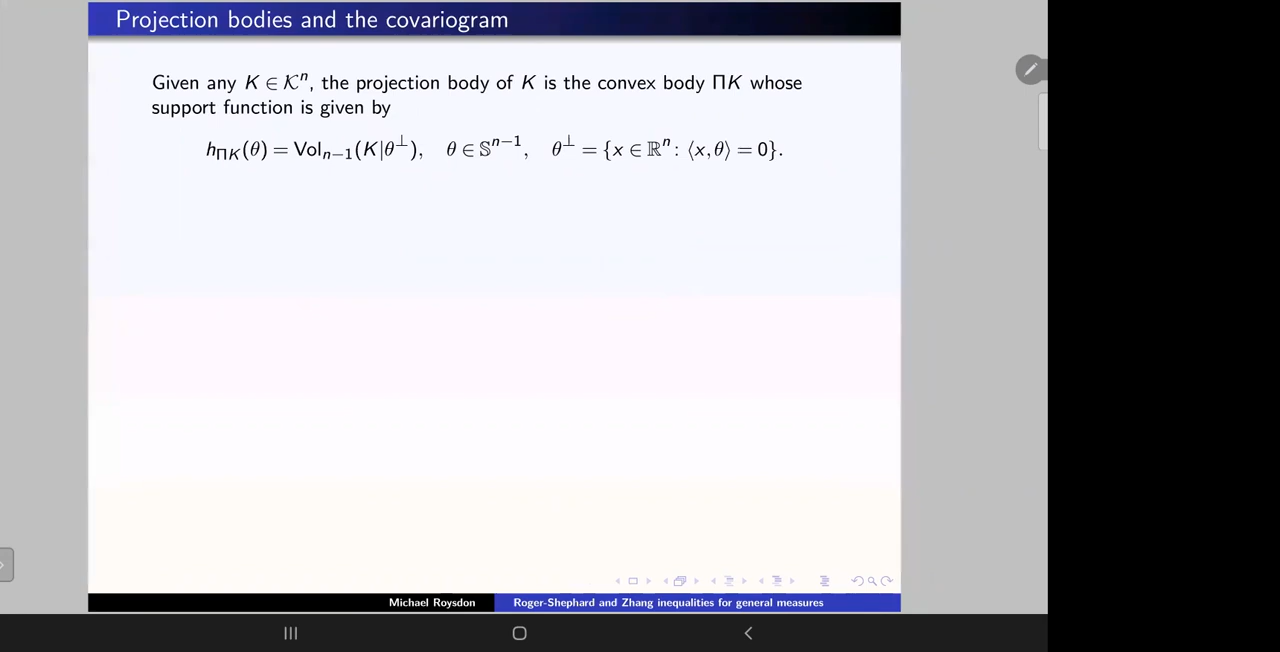 Projection bodies and the covariogram
Given any K ∈ 𝒦ⁿ, the projection body of K is the convex body ΠK whose
support function is given by
h_{ΠK}(θ) = Vol_{n−1}(K|θ^⊥), θ ∈ 𝕊^{n−1}, θ^⊥ = {x ∈ ℝⁿ: ⟨x, θ⟩ = 0}.
Michael Roysdon
Roger-Shephard and Zhang inequalities for general measures